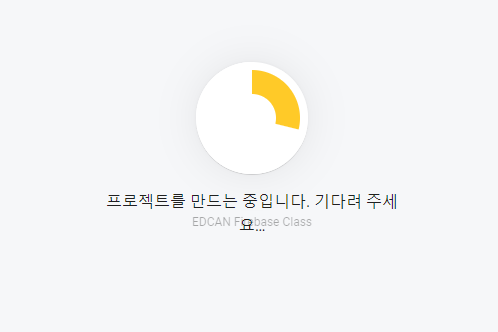 프로젝트를 만드는 중입니다. 기다려 주세
요...
EDCAN Firebase Class